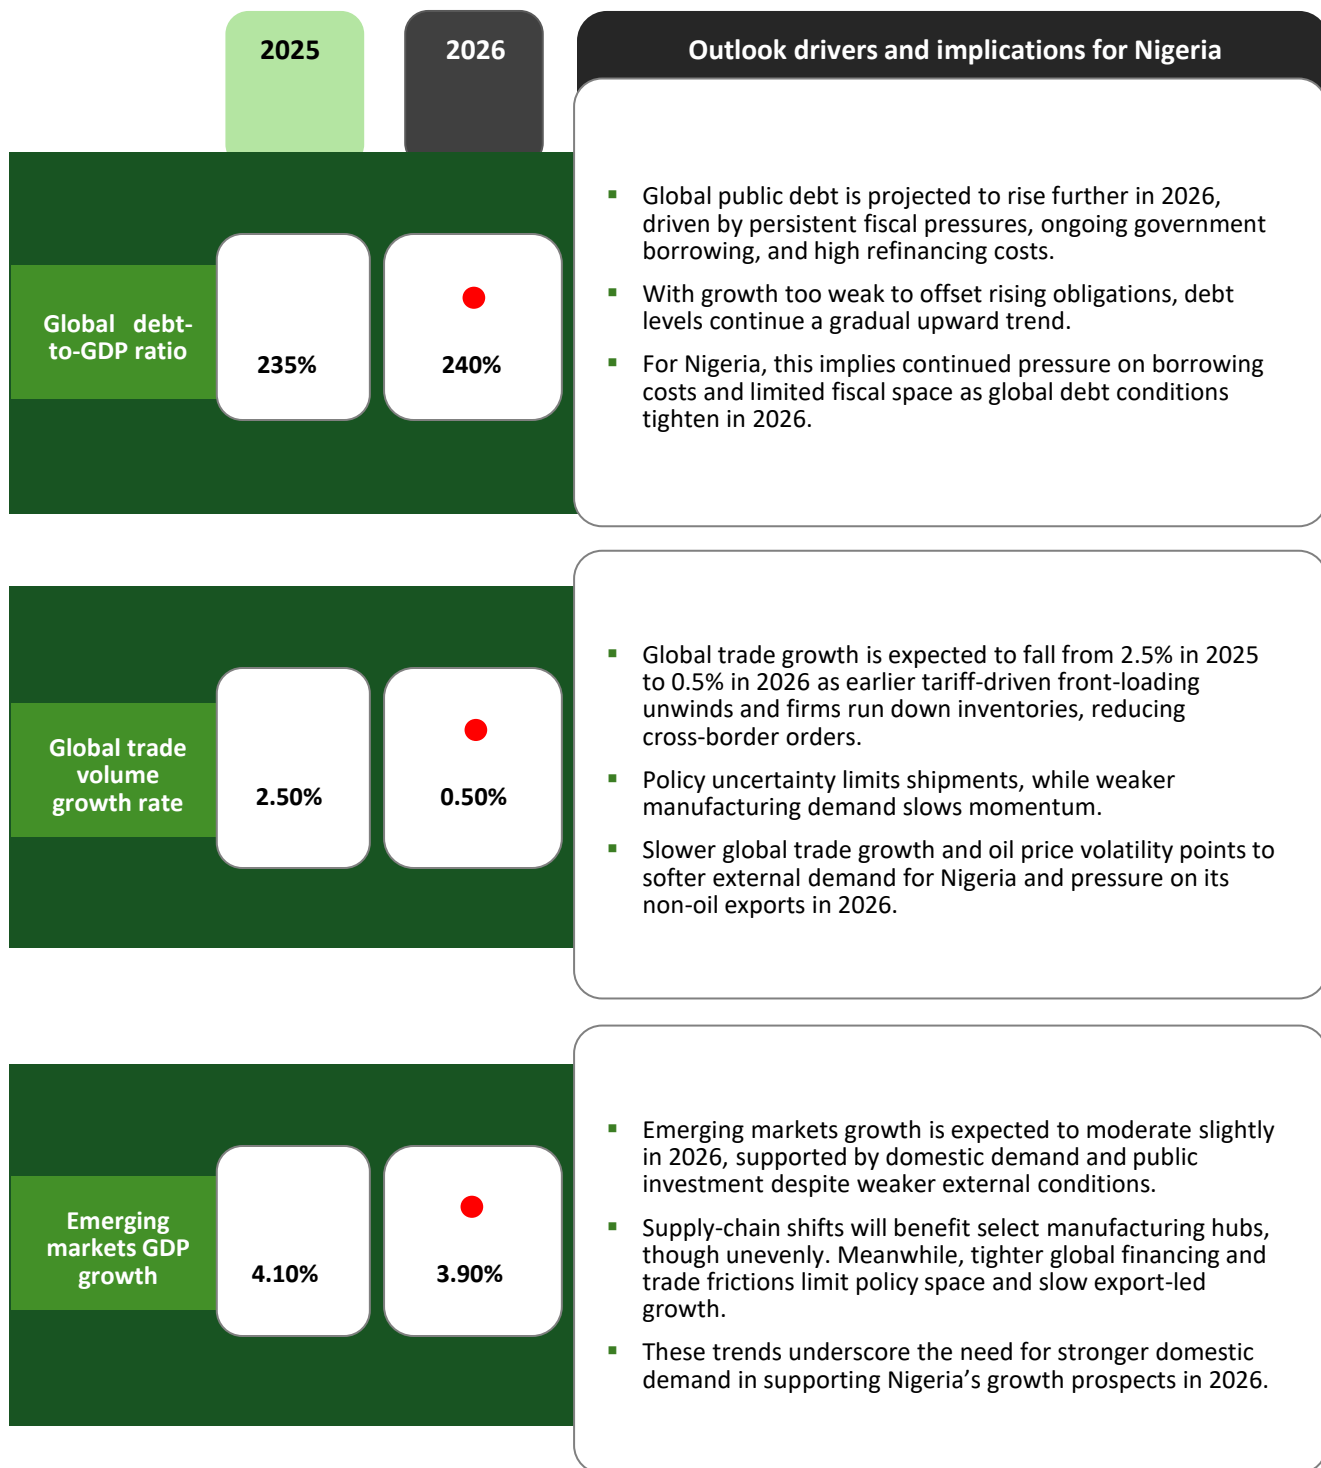 2025
2026
Outlook drivers and implications for Nigeria
Global debt-
to-GDP ratio
235%
240%
▪ Global public debt is projected to rise further in 2026,
driven by persistent fiscal pressures, ongoing government
borrowing, and high refinancing costs.
▪ With growth too weak to offset rising obligations, debt
levels continue a gradual upward trend.
▪ For Nigeria, this implies continued pressure on borrowing
costs and limited fiscal space as global debt conditions
tighten in 2026.
Global trade
volume
growth rate
2.50%
0.50%
▪ Global trade growth is expected to fall from 2.5% in 2025
to 0.5% in 2026 as earlier tariff-driven front-loading
unwinds and firms run down inventories, reducing
cross-border orders.
▪ Policy uncertainty limits shipments, while weaker
manufacturing demand slows momentum.
▪ Slower global trade growth and oil price volatility points to
softer external demand for Nigeria and pressure on its
non-oil exports in 2026.
Emerging
markets GDP
growth
4.10%
3.90%
▪ Emerging markets growth is expected to moderate slightly
in 2026, supported by domestic demand and public
investment despite weaker external conditions.
▪ Supply-chain shifts will benefit select manufacturing hubs,
though unevenly. Meanwhile, tighter global financing and
trade frictions limit policy space and slow export-led
growth.
▪ These trends underscore the need for stronger domestic
demand in supporting Nigeria’s growth prospects in 2026.